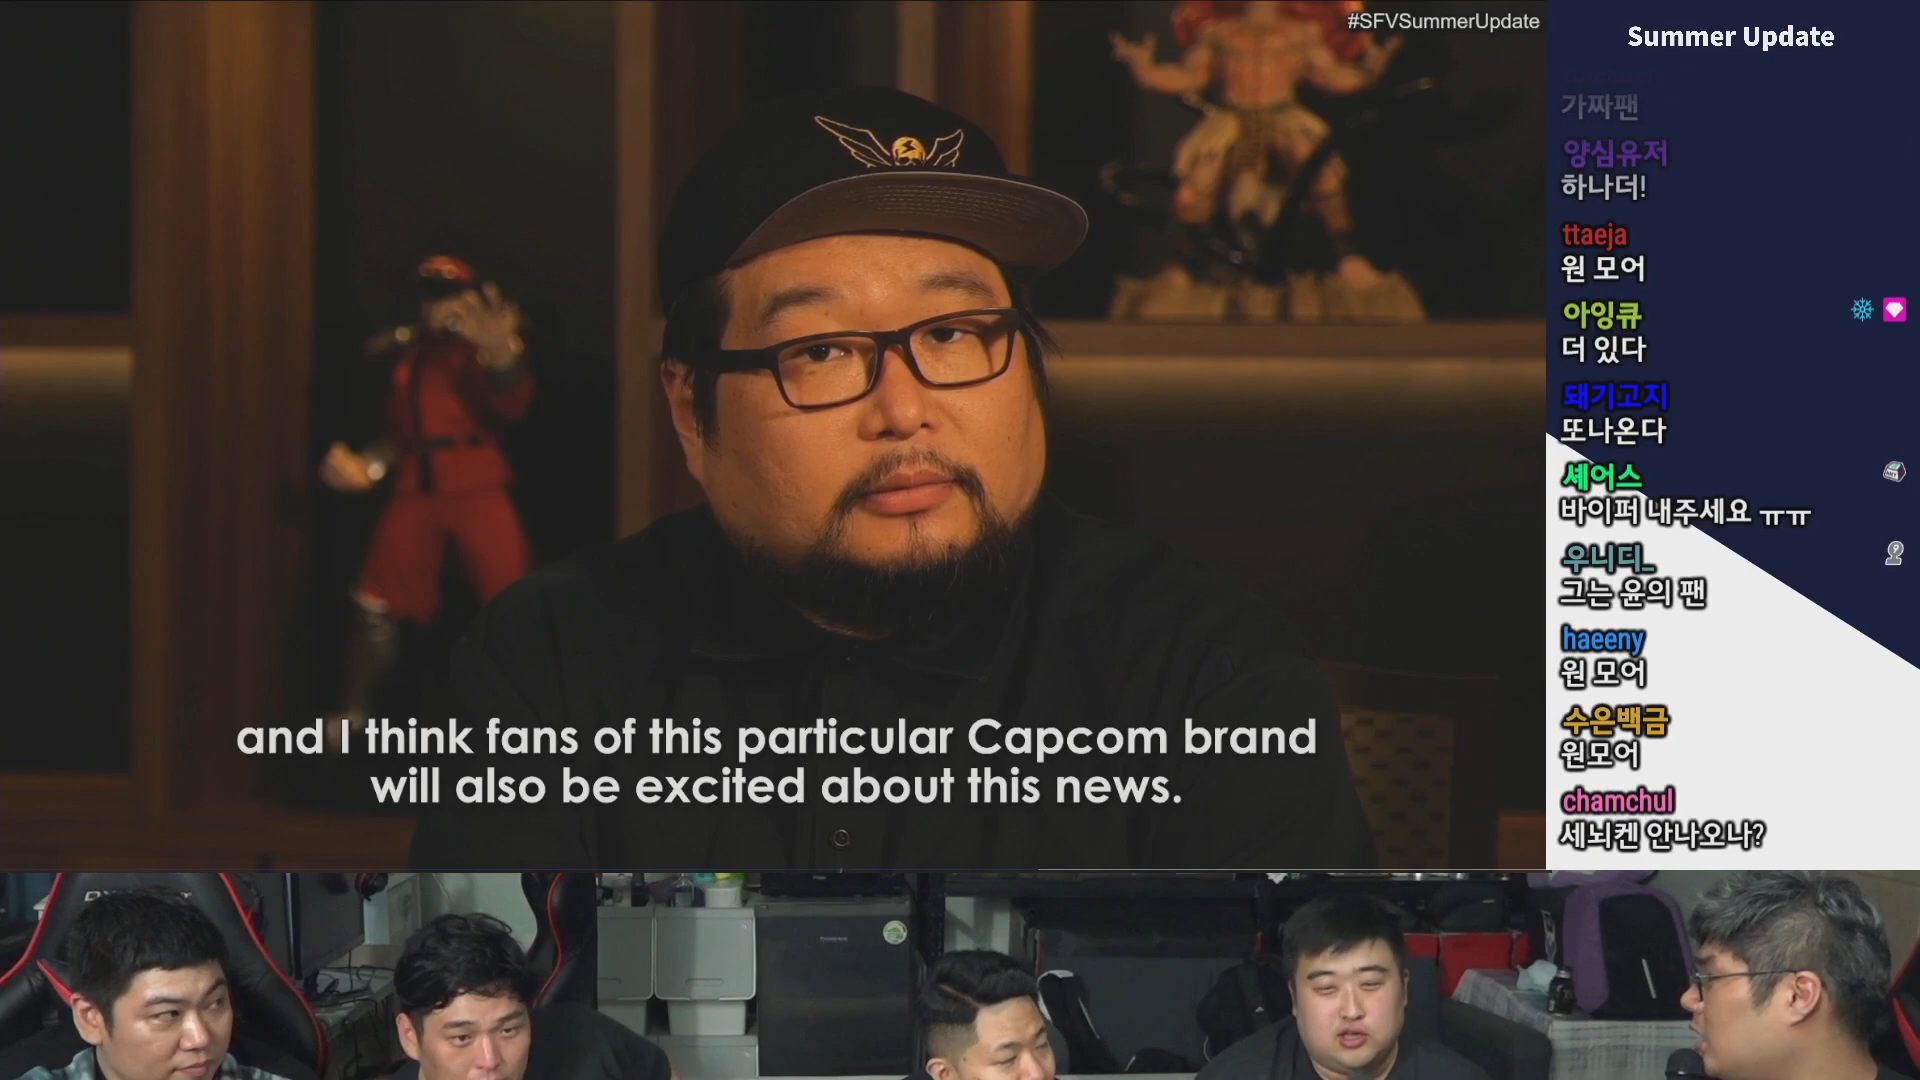 #SFVSummerUpdate
Summer Update
가짜팬
양심유저
하나더!
ttaeja
원 모어
아잉큐
더 있다
돼기고지
또나온다
셰어스
바이퍼 내주세요 ㅠㅠ
우니디_
그는 윤의 팬
haeeny
원 모어
수은백금
원모어
chamchul
세뇌켄 안나오나?
and I think fans of this particular Capcom brand
will also be excited about this news.